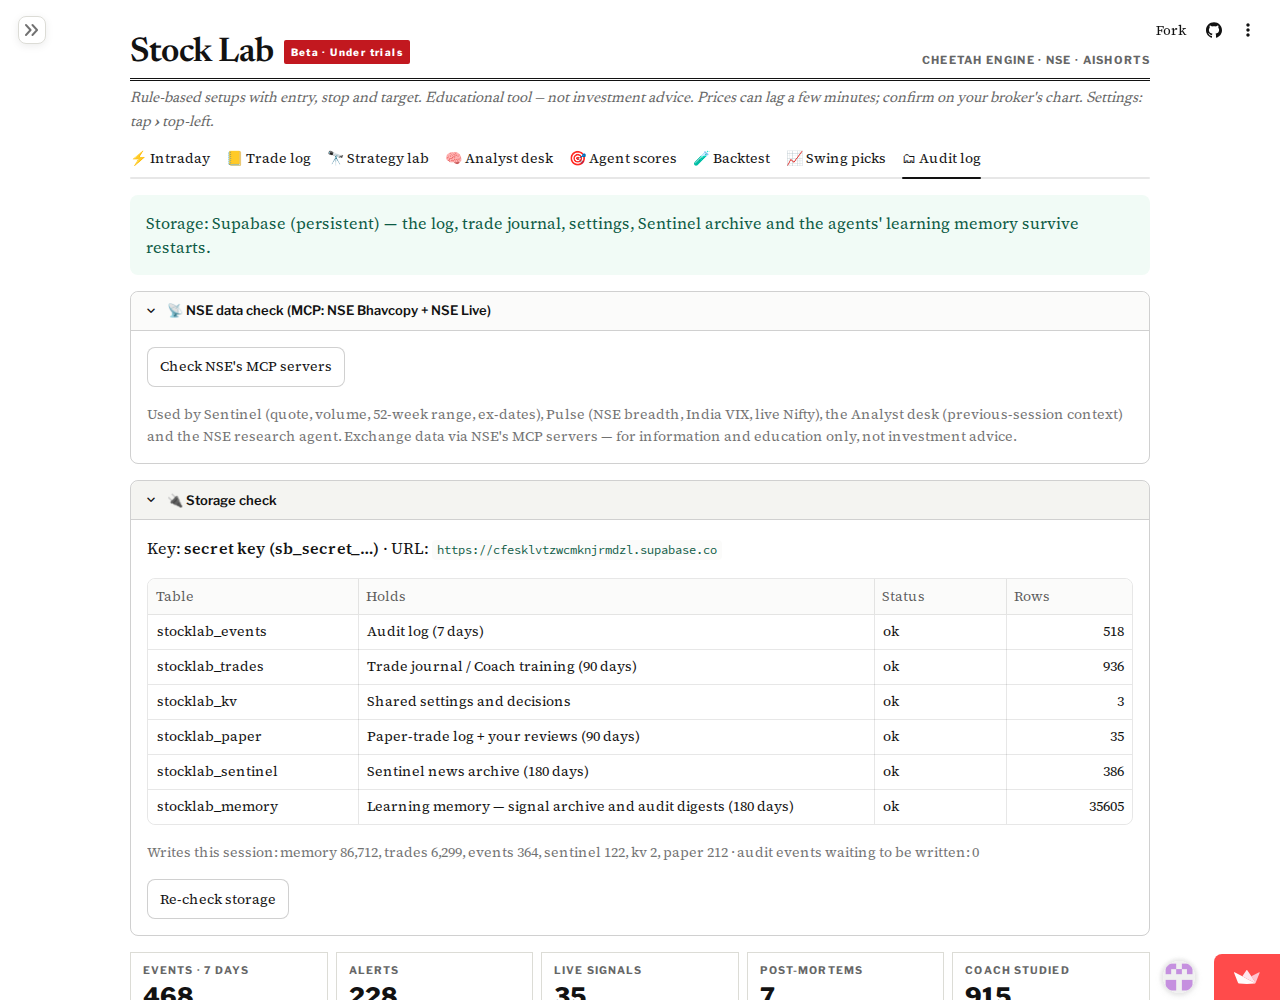 Fork
Stock Lab
Beta · Under trials
CHEETAH ENGINE · NSE · AISHORTS
Rule-based setups with entry, stop and target. Educational tool — not investment advice. Prices can lag a few minutes; confirm on your broker's chart. Settings:
tap › top-left.
⚡ Intraday 📒 Trade log 🔭 Strategy lab 🧠 Analyst desk 🎯 Agent scores 🧪 Backtest 📈 Swing picks 🗂 Audit log
Storage: Supabase (persistent) — the log, trade journal, settings, Sentinel archive and the agents' learning memory survive
restarts.
📡 NSE data check (MCP: NSE Bhavcopy + NSE Live)
Check NSE's MCP servers
Used by Sentinel (quote, volume, 52-week range, ex-dates), Pulse (NSE breadth, India VIX, live Nifty), the Analyst desk (previous-session context)
and the NSE research agent. Exchange data via NSE's MCP servers — for information and education only, not investment advice.
🔌 Storage check
Key: secret key (sb_secret_…) · URL: https://cfesklvtzwcmknjrmdzl.supabase.co
Table Holds Status Rows
stocklab_events Audit log (7 days) ok 518
stocklab_trades Trade journal / Coach training (90 days) ok 936
stocklab_kv Shared settings and decisions ok 3
stocklab_paper Paper-trade log + your reviews (90 days) ok 35
stocklab_sentinel Sentinel news archive (180 days) ok 386
stocklab_memory Learning memory — signal archive and audit digests (180 days) ok 35605
Writes this session: memory 86,712, trades 6,299, events 364, sentinel 122, kv 2, paper 212 · audit events waiting to be written: 0
Re-check storage
EVENTS · 7 DAYS ALERTS LIVE SIGNALS POST-MORTEMS COACH STUDIED
468 228 35 7 915